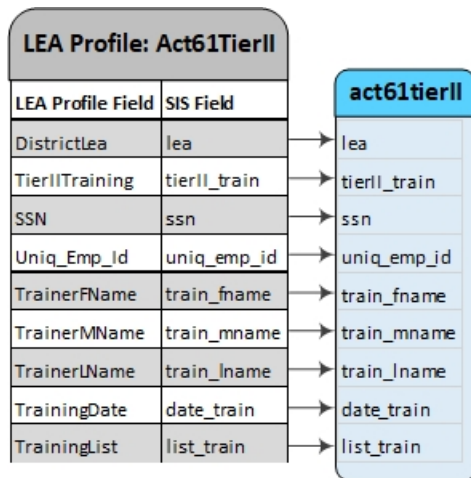 LEA Profile: Act61TierII
LEA Profile Field SIS Field
DistrictLea lea
TierIITraining tierII_train
SSN ssn
Uniq_Emp_Id uniq_emp_id
TrainerFName train_fname
TrainerMName train_mname
TrainerLName train_lname
TrainingDate date_train
TrainingList list_train
act61tierII
lea
tierII_train
ssn
uniq_emp_id
train_fname
train_mname
train_lname
date_train
list_train